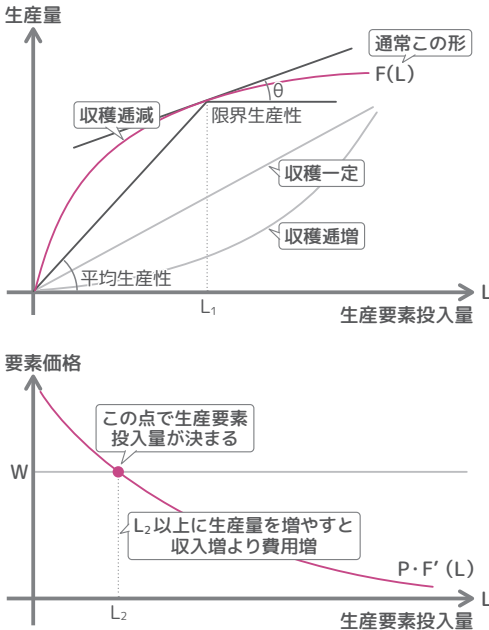 生産量
通常この形
F(L)
θ
収穫逓減
限界生産性
収穫一定
収穫逓増
平均生産性
L
L₁
生産要素投入量
要素価格
この点で生産要素
投入量が決まる
W
L₂以上に生産量を増やすと
収入増より費用増
P・F′（L）
L
L₂
生産要素投入量